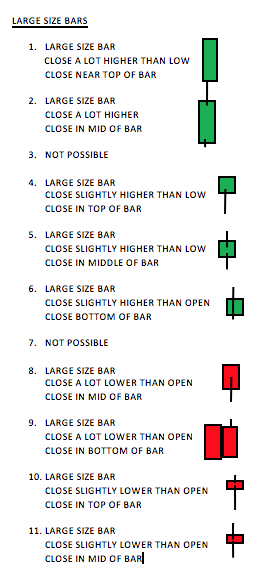 LARGE SIZE BARS
1. LARGE SIZE BAR
CLOSE A LOT HIGHER THAN LOW
CLOSE NEAR TOP OF BAR
2. LARGE SIZE BAR
CLOSE A LOT HIGHER
CLOSE IN MID OF BAR
3. NOT POSSIBLE
4. LARGE SIZE BAR
CLOSE SLIGHTLY HIGHER THAN LOW
CLOSE IN TOP OF BAR
5. LARGE SIZE BAR
CLOSE SLIGHTLY HIGHER THAN LOW
CLOSE IN MIDDLE OF BAR
6. LARGE SIZE BAR
CLOSE SLIGHTLY HIGHER THAN OPEN
CLOSE BOTTOM OF BAR
7. NOT POSSIBLE
8. LARGE SIZE BAR
CLOSE A LOT LOWER THAN OPEN
CLOSE IN MID OF BAR
9. LARGE SIZE BAR
CLOSE A LOT LOWER THAN OPEN
CLOSE IN BOTTOM OF BAR
10. LARGE SIZE BAR
CLOSE SLIGHTLY LOWER THAN OPEN
CLOSE IN TOP OF BAR
11. LARGE SIZE BAR
CLOSE SLIGHTLY LOWER THAN OPEN
CLOSE IN MID OF BAR